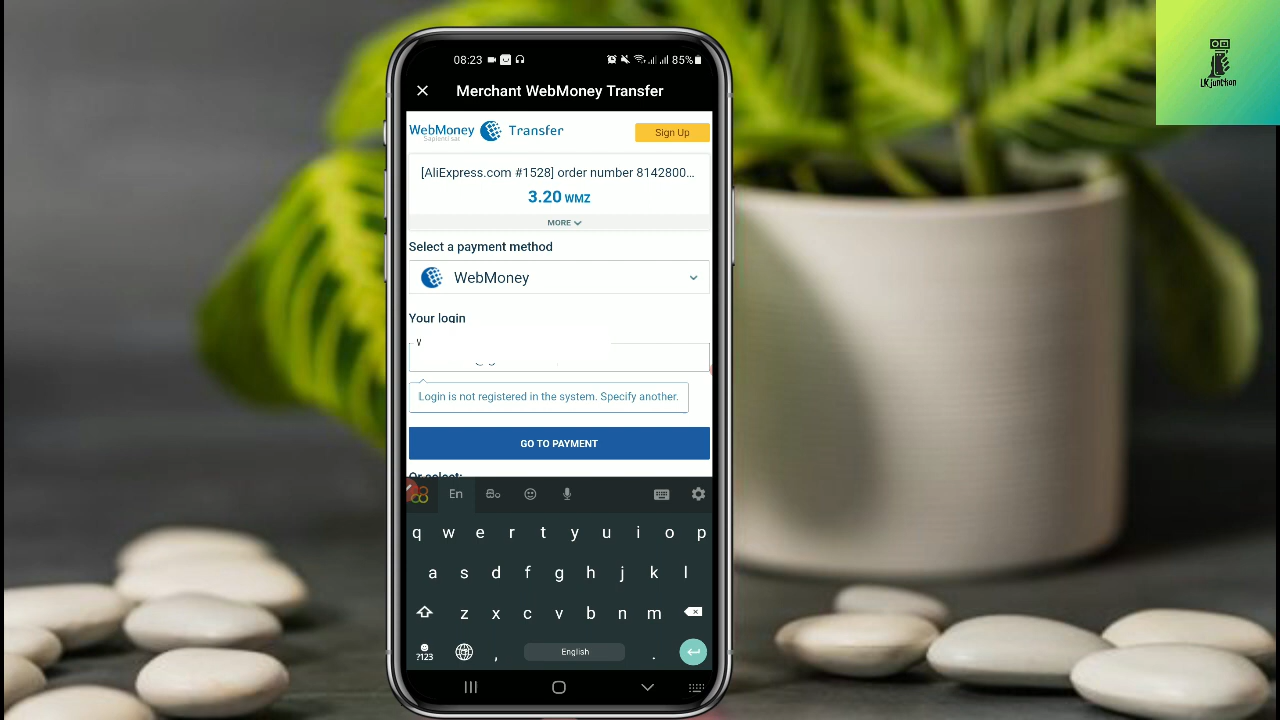 08:23
85%
Merchant WebMoney Transfer
WebMoney Transfer
Sign Up
[AliExpress.com #1528] order number 8142800...
3.20 WMZ
MORE
Select a payment method
WebMoney
Your login
Login is not registered in the system. Specify another.
GO TO PAYMENT
Or select:
En
q w e r t y u i o p
a s d f g h j k l
z x c v b n m
?123 , English .
LKjunction